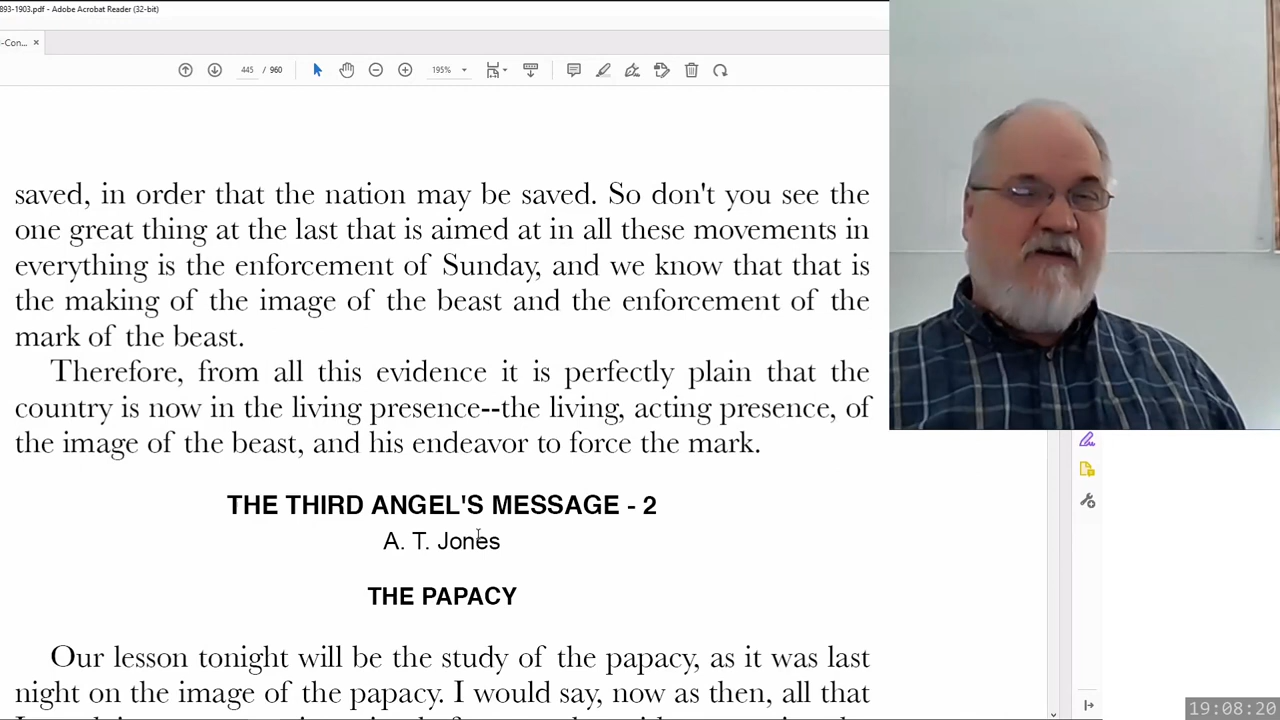 893-1903.pdf - Adobe Acrobat Reader (32-bit)
-Con... ×
445 / 960
195%
saved, in order that the nation may be saved. So don't you see the
one great thing at the last that is aimed at in all these movements in
everything is the enforcement of Sunday, and we know that that is
the making of the image of the beast and the enforcement of the
mark of the beast.
Therefore, from all this evidence it is perfectly plain that the
country is now in the living presence--the living, acting presence, of
the image of the beast, and his endeavor to force the mark.
THE THIRD ANGEL'S MESSAGE - 2
A. T. Jones
THE PAPACY
Our lesson tonight will be the study of the papacy, as it was last
night on the image of the papacy. I would say, now as then, all that
19:08:20